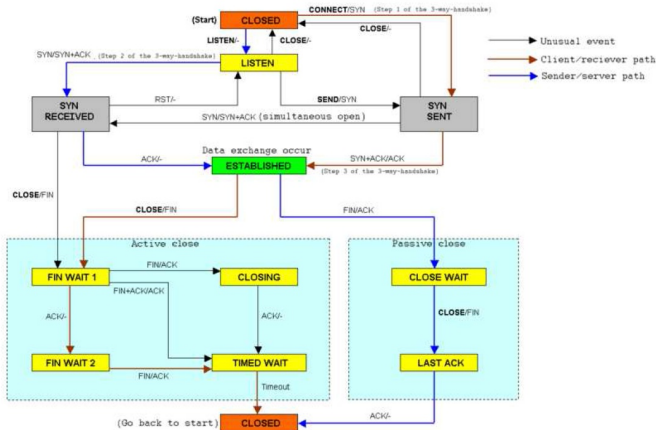 (Start) CLOSED
CONNECT/SYN (Step 1 of the 3-way-handshake)
CLOSE/-
LISTEN/- CLOSE/-
Unusual event
Client/reciever path
Sender/server path
SYN/SYN+ACK (Step 2 of the 3-way-handshake)
LISTEN
RST/-
SEND/SYN
SYN
RECEIVED
SYN
SENT
SYN/SYN+ACK (simultaneous open)
Data exchange occur
ACK/-
ESTABLISHED
SYN+ACK/ACK
(Step 3 of the 3-way-handshake)
CLOSE/FIN
CLOSE/FIN
FIN/ACK
Active close
Passive close
FIN WAIT 1
FIN/ACK
CLOSING
CLOSE WAIT
FIN+ACK/ACK
ACK/-
ACK/-
CLOSE/FIN
FIN WAIT 2
FIN/ACK
TIMED WAIT
LAST ACK
Timeout
(Go back to start) CLOSED
ACK/-